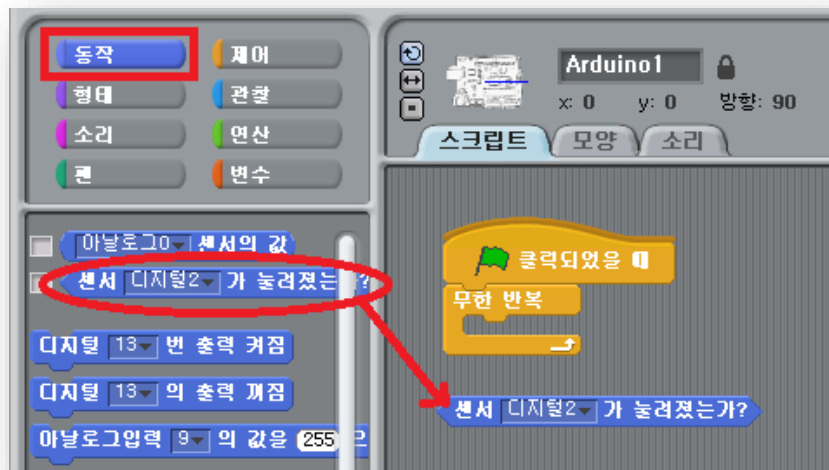 동작 제어
형태 관찰
소리 연산
펜 변수
Arduino1
x: 0 y: 0 방향: 90
스크립트 모양 소리
아날로그0 센서의 값
센서 디지털2 가 눌려졌는 ?
디지털 13 번 출력 켜짐
디지털 13 의 출력 꺼짐
아날로그입력 9 의 값을 255 으
클릭되었을 때
무한 반복
센서 디지털2 가 눌려졌는가?